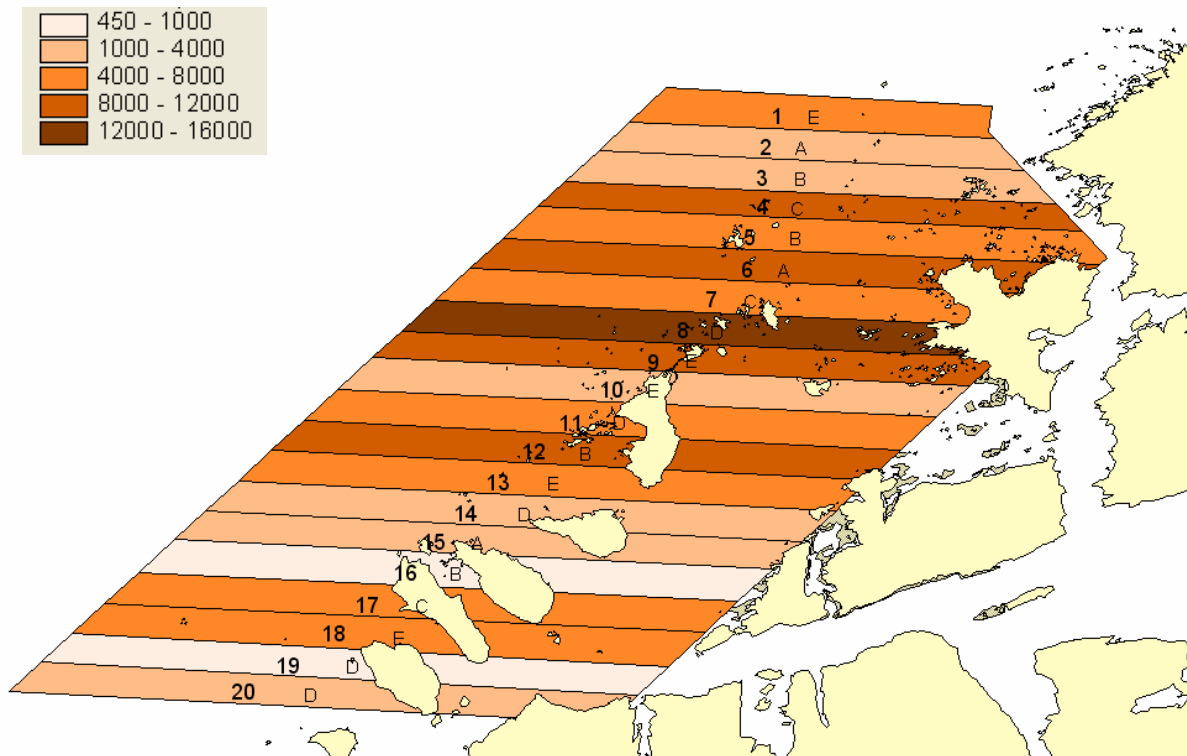 450 - 1000
1000 - 4000
4000 - 8000
8000 - 12000
12000 - 16000
1 E
2 A
3 B
4 C
5 B
6 A
7 C
8 D
9 E
10 E
11 D
12 B
13 E
14 D
15 A
16 B
17 C
18 E
19 D
20 D